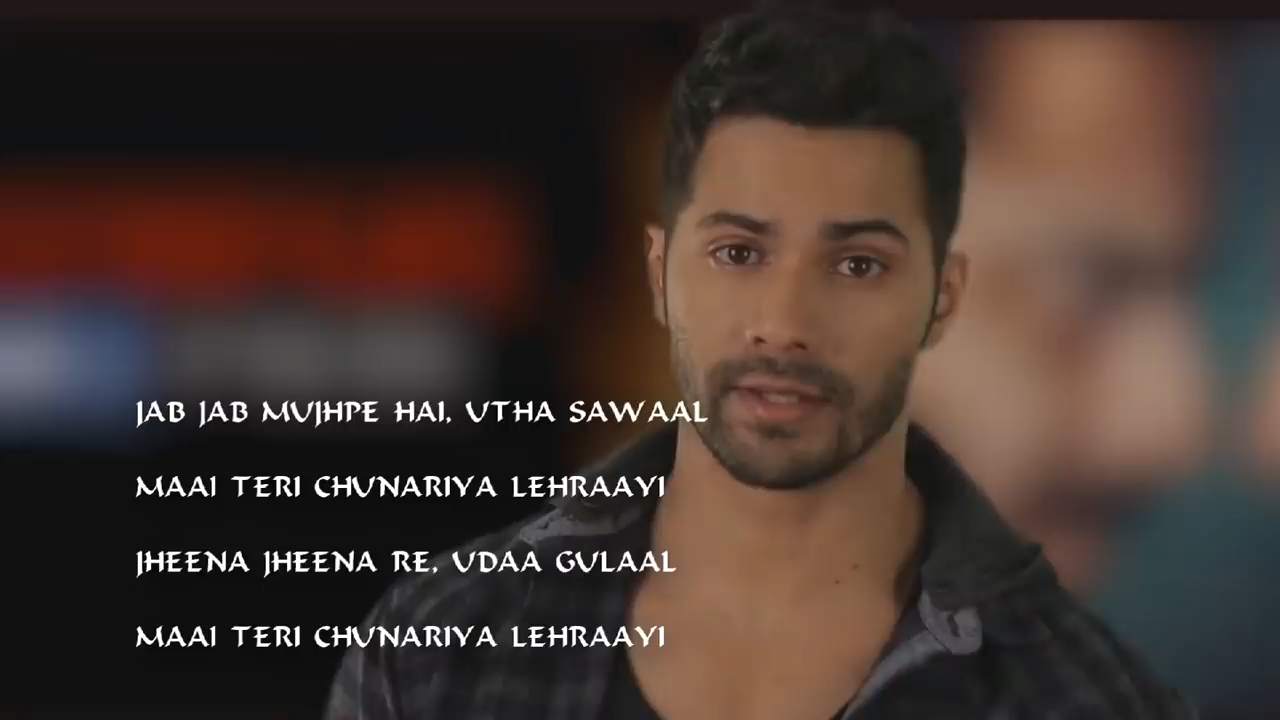 JAB JAB MUJHPE HAI, UTHA SAWAAL
MAAI TERI CHUNARIYA LEHRAAYI
JHEENA JHEENA RE, UDAA GULAAL
MAAI TERI CHUNARIYA LEHRAAYI